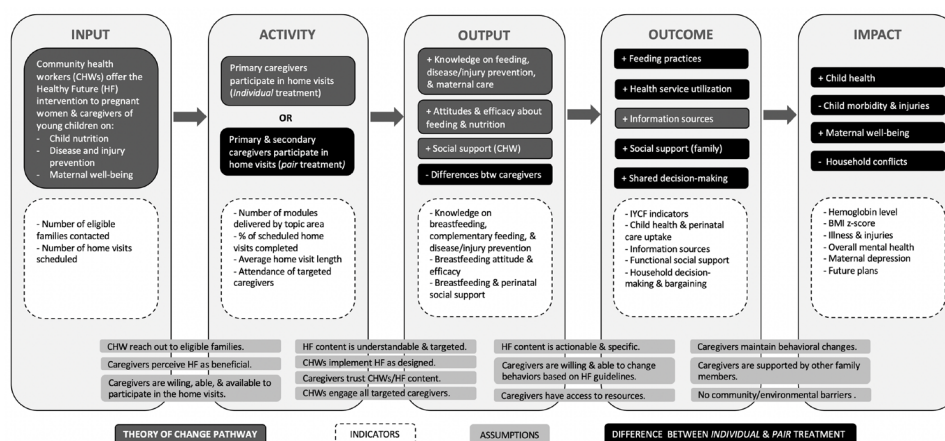 INPUT
Community health
workers (CHWs) offer the
Healthy Future (HF)
intervention to pregnant
women & caregivers of
young children on:
- Child nutrition
- Disease and injury
prevention
- Maternal well-being
- Number of eligible
families contacted
- Number of home visits
scheduled
ACTIVITY
Primary caregivers
participate in home visits
(Individual treatment)
OR
Primary & secondary
caregivers participate in
home visits (pair treatment)
- Number of modules
delivered by topic area
- % of scheduled home
visits completed
- Average home visit length
- Attendance of targeted
caregivers
OUTPUT
+ Knowledge on feeding,
disease/injury prevention,
& maternal care
+ Attitudes & efficacy about
feeding & nutrition
+ Social support (CHW)
- Differences btw caregivers
- Knowledge on
breastfeeding,
complementary feeding, &
disease/injury prevention
- Breastfeeding attitude &
efficacy
- Breastfeeding & perinatal
social support
OUTCOME
+ Feeding practices
+ Health service utilization
+ Information sources
+ Social support (family)
+ Shared decision-making
- IYCF indicators
- Child health & perinatal
care uptake
- Information sources
- Functional social support
- Household decision-
making & bargaining
IMPACT
+ Child health
- Child morbidity & injuries
+ Maternal well-being
- Household conflicts
- Hemoglobin level
- BMI z-score
- Illness & injuries
- Overall mental health
- Maternal depression
- Future plans
CHW reach out to eligible families.
Caregivers perceive HF as beneficial.
Caregivers are wiling, able, & available to
participate in the home visits.
HF content is understandable & targeted.
CHWs implement HF as designed.
Caregivers trust CHWs/HF content.
CHWs engage all targeted caregivers.
HF content is actionable & specific.
Caregivers are willing & able to change
behaviors based on HF guidelines.
Caregivers have access to resources.
Caregivers maintain behavioral changes.
Caregivers are supported by other family
members.
No community/environmental barriers .
THEORY OF CHANGE PATHWAY
INDICATORS
ASSUMPTIONS
DIFFERENCE BETWEEN INDIVIDUAL & PAIR TREATMENT